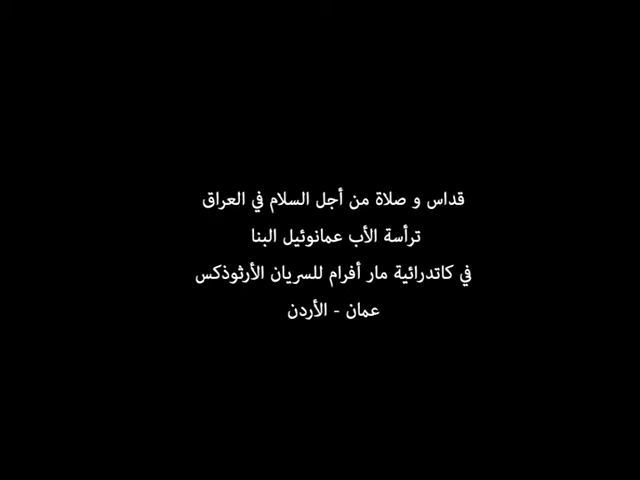 قداس و صلاة من أجل السلام في العراق
ترأسة الأب عمانوئيل البنا
في كاتدرائية مار أفرام للسريان الأرثوذكس
عمان - الأردن